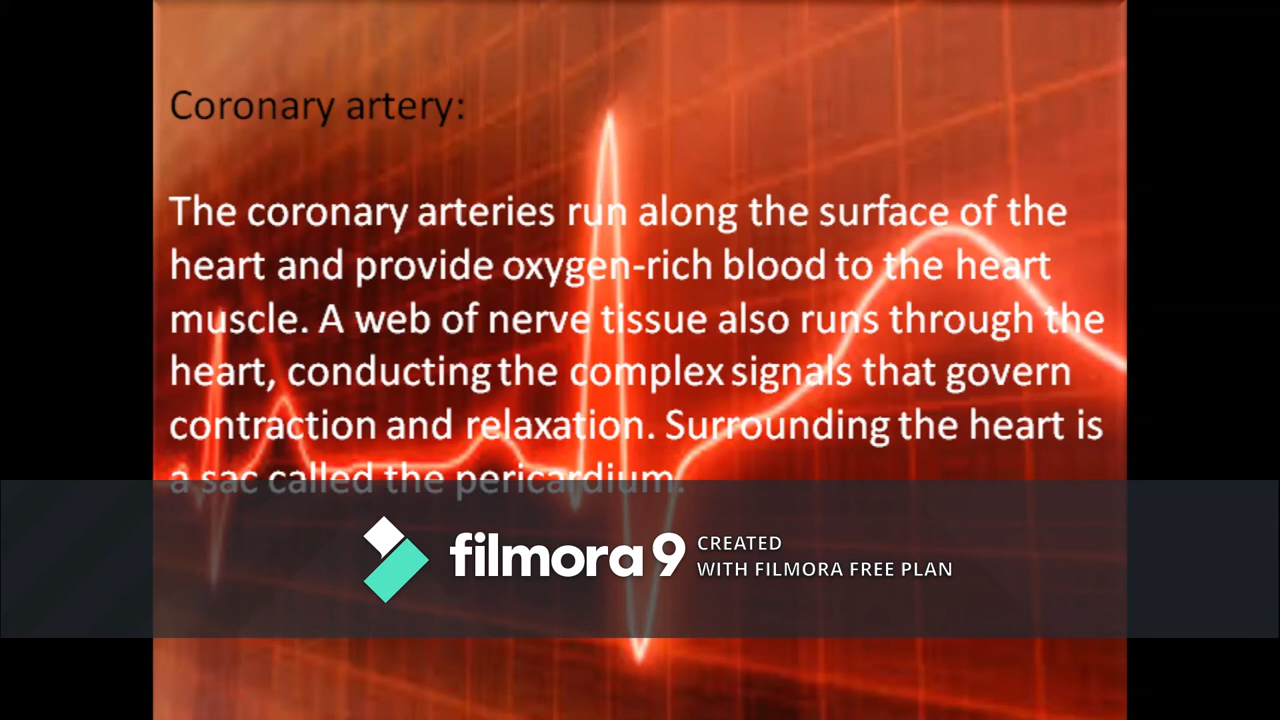 Coronary artery:
The coronary arteries run along the surface of the
heart and provide oxygen-rich blood to the heart
muscle. A web of nerve tissue also runs through the
heart, conducting the complex signals that govern
contraction and relaxation. Surrounding the heart is
a sac called the pericardium.
filmora 9
CREATED
WITH FILMORA FREE PLAN